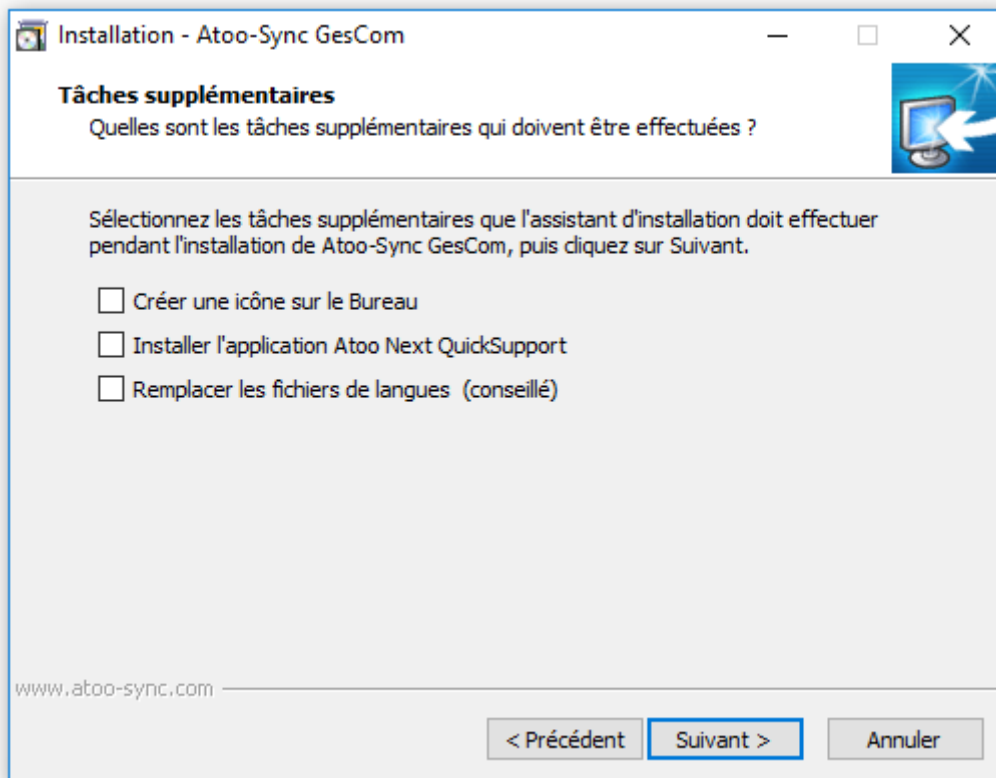 Installation - Atoo-Sync GesCom
Tâches supplémentaires
Quelles sont les tâches supplémentaires qui doivent être effectuées ?
Sélectionnez les tâches supplémentaires que l'assistant d'installation doit effectuer
pendant l'installation de Atoo-Sync GesCom, puis cliquez sur Suivant.
Créer une icône sur le Bureau
Installer l'application Atoo Next QuickSupport
Remplacer les fichiers de langues  (conseillé)
www.atoo-sync.com
< Précédent Suivant > Annuler